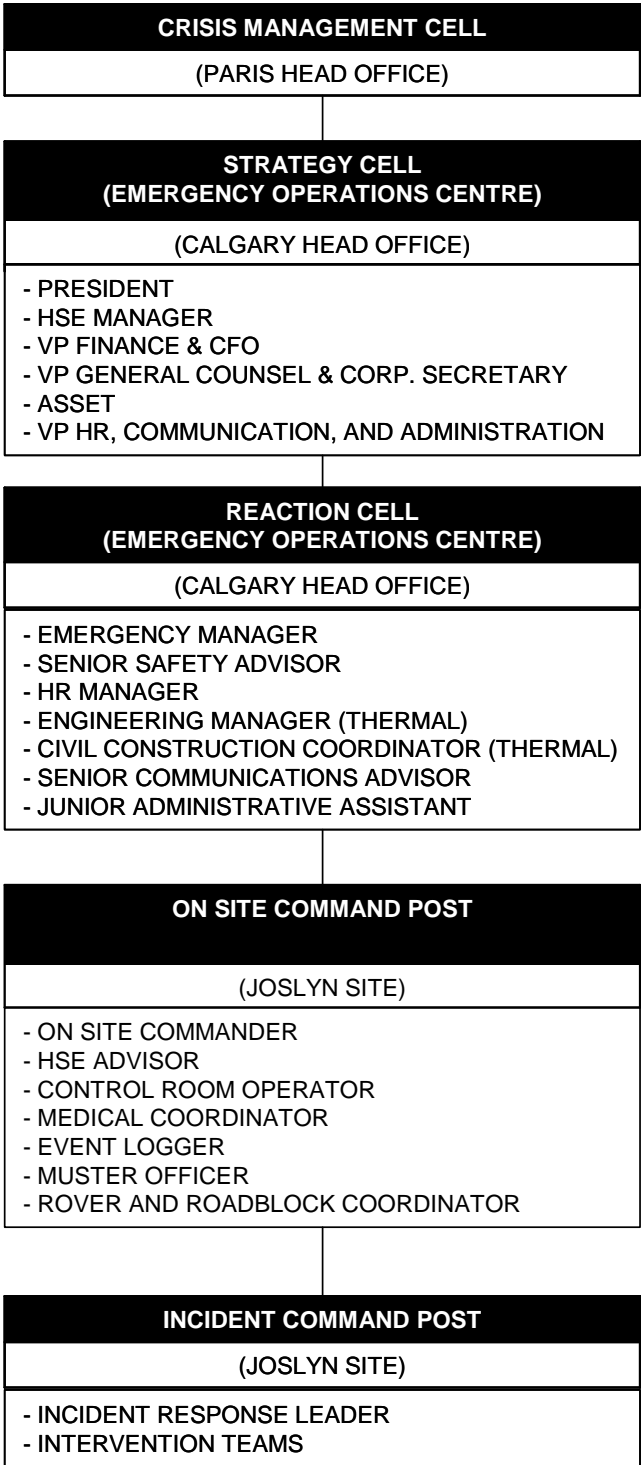 CRISIS MANAGEMENT CELL
(PARIS HEAD OFFICE)
STRATEGY CELL
(EMERGENCY OPERATIONS CENTRE)
(CALGARY HEAD OFFICE)
- PRESIDENT
- HSE MANAGER
- VP FINANCE & CFO
- VP GENERAL COUNSEL & CORP. SECRETARY
- ASSET
- VP HR, COMMUNICATION, AND ADMINISTRATION
REACTION CELL
(EMERGENCY OPERATIONS CENTRE)
(CALGARY HEAD OFFICE)
- EMERGENCY MANAGER
- SENIOR SAFETY ADVISOR
- HR MANAGER
- ENGINEERING MANAGER (THERMAL)
- CIVIL CONSTRUCTION COORDINATOR (THERMAL)
- SENIOR COMMUNICATIONS ADVISOR
- JUNIOR ADMINISTRATIVE ASSISTANT
ON SITE COMMAND POST
(JOSLYN SITE)
- ON SITE COMMANDER
- HSE ADVISOR
- CONTROL ROOM OPERATOR
- MEDICAL COORDINATOR
- EVENT LOGGER
- MUSTER OFFICER
- ROVER AND ROADBLOCK COORDINATOR
INCIDENT COMMAND POST
(JOSLYN SITE)
- INCIDENT RESPONSE LEADER
- INTERVENTION TEAMS